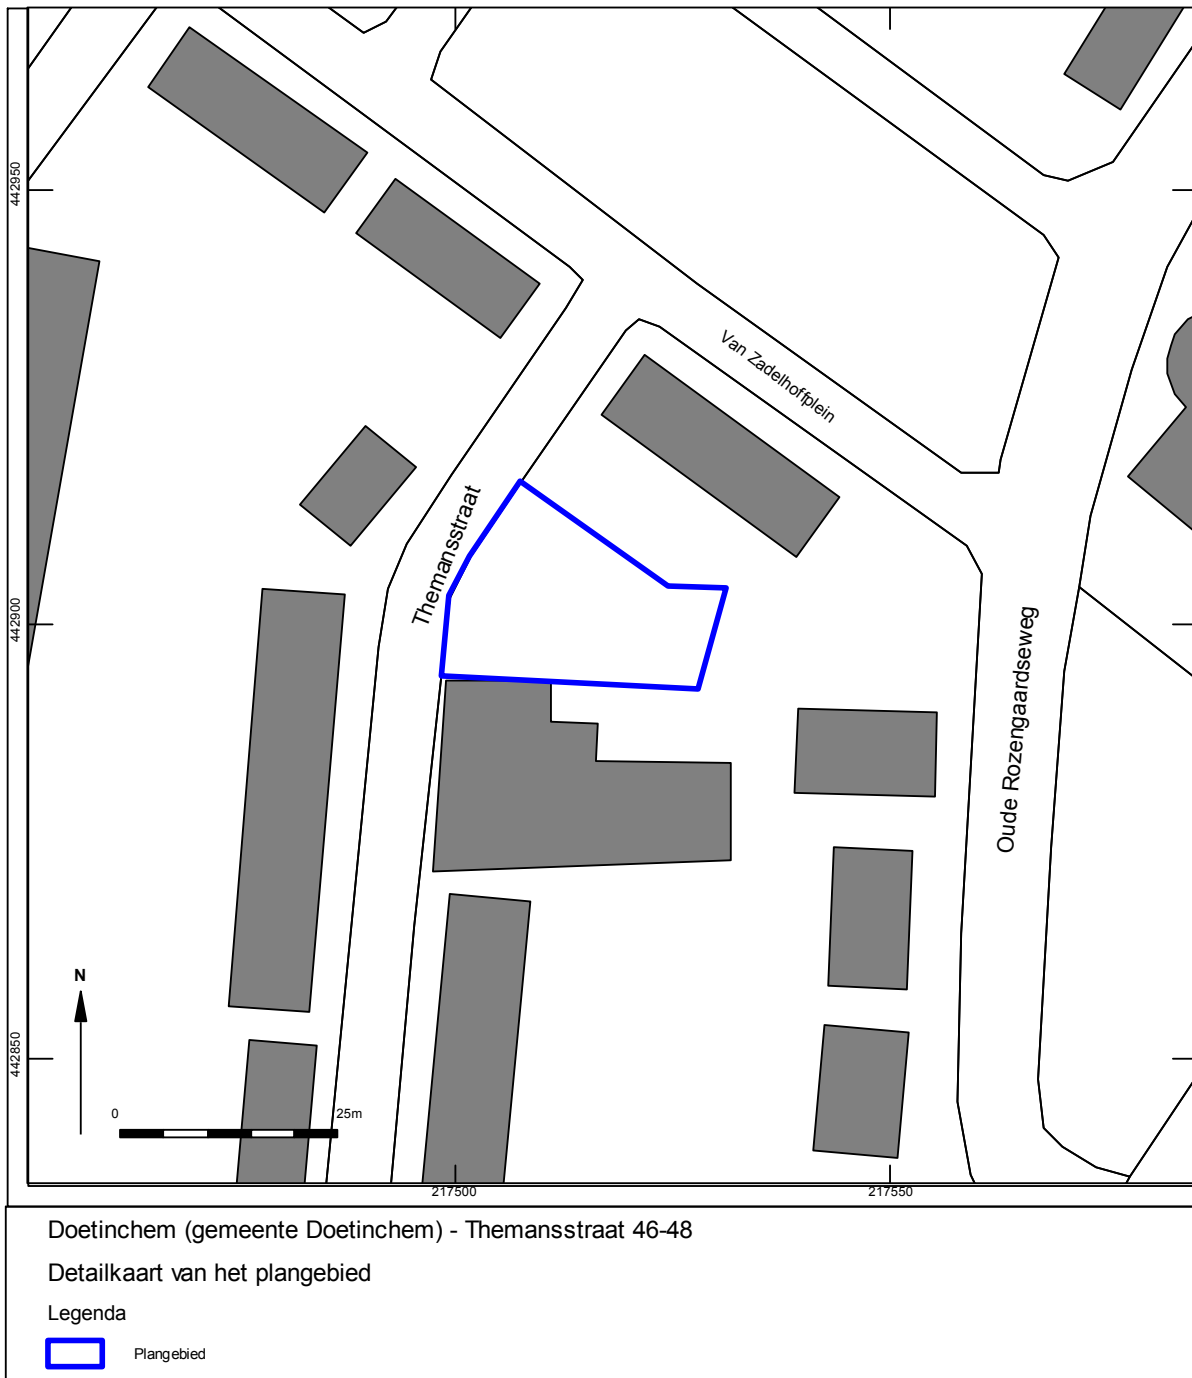 442950
Van Zadelhoffplein
Themansstraat
442900
Oude Rozengaardseweg
N
442850
0
25m
217500
217550
Doetinchem (gemeente Doetinchem) - Themansstraat 46-48
Detailkaart van het plangebied
Legenda
Plangebied